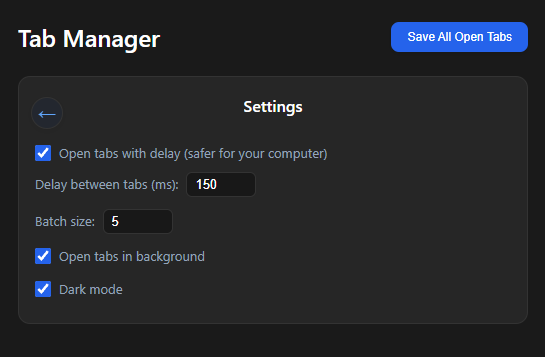 Tab Manager
Save All Open Tabs
Settings
←
Open tabs with delay (safer for your computer)
Delay between tabs (ms): 150
Batch size: 5
Open tabs in background
Dark mode